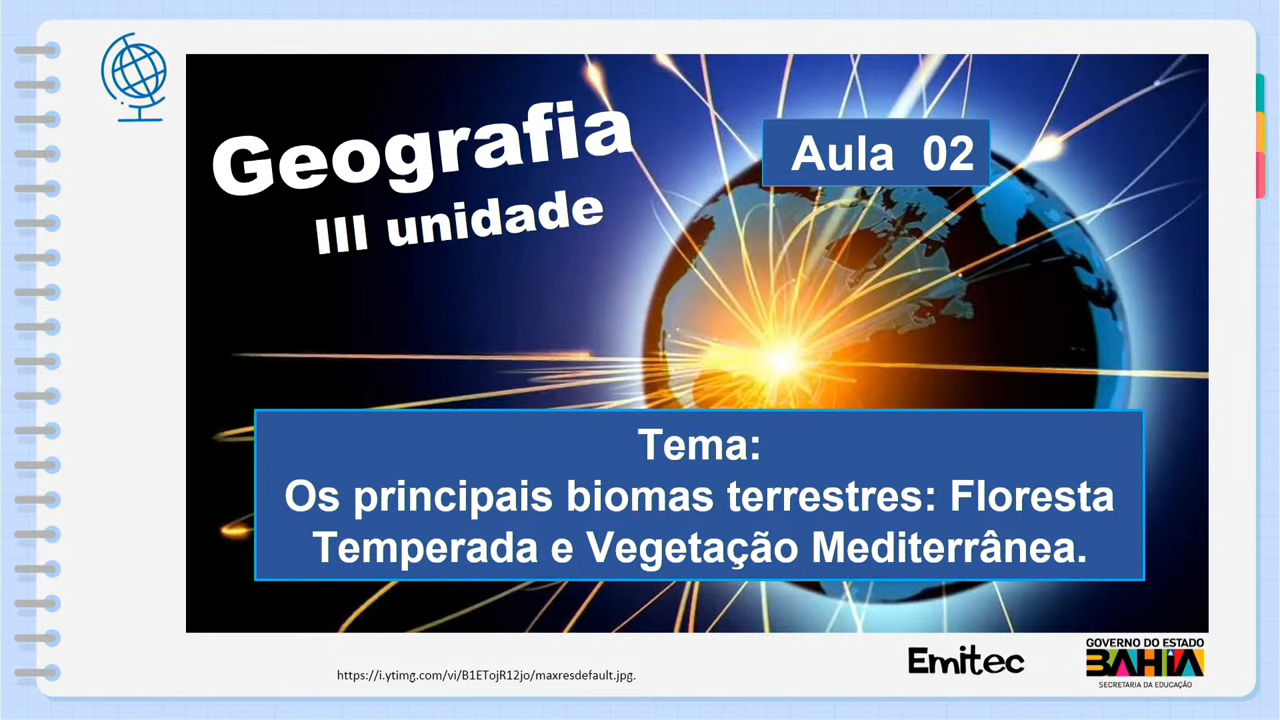 Geografia
III unidade
Aula 02
Tema:
Os principais biomas terrestres: Floresta
Temperada e Vegetação Mediterrânea.
https://i.ytimg.com/vi/B1ETojR12jo/maxresdefault.jpg.
Emitec
GOVERNO DO ESTADO
BAHIA
SECRETARIA DA EDUCAÇÃO